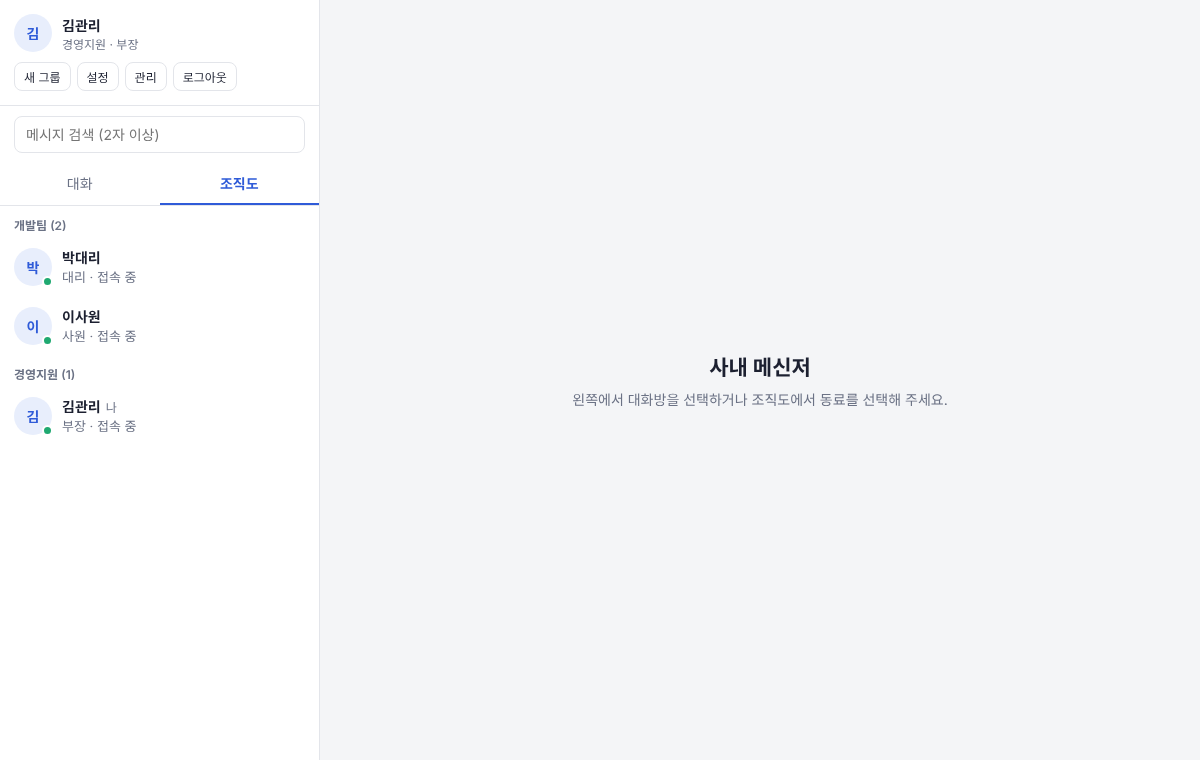 김
김관리
경영지원 · 부장
새 그룹 설정 관리 로그아웃
메시지 검색 (2자 이상)
대화 조직도
개발팀 (2)
박
박대리
대리 · 접속 중
이
이사원
사원 · 접속 중
경영지원 (1)
김
김관리 나
부장 · 접속 중
사내 메신저
왼쪽에서 대화방을 선택하거나 조직도에서 동료를 선택해 주세요.